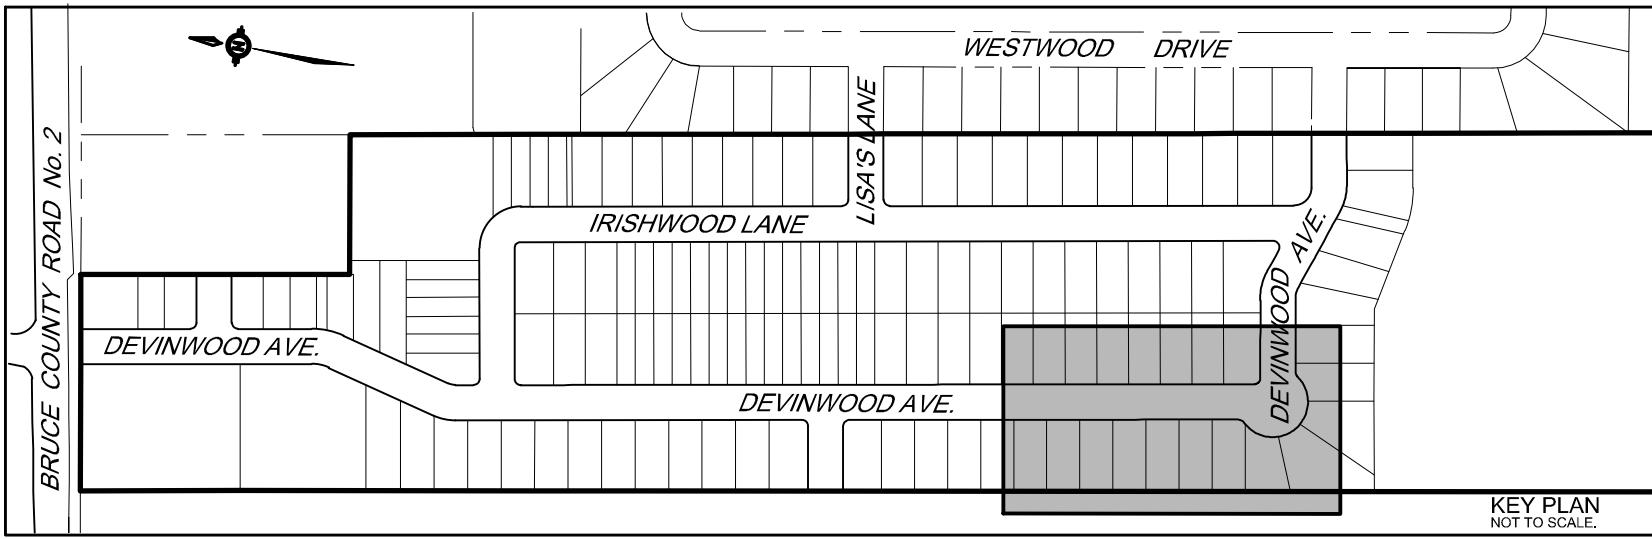 WESTWOOD DRIVE
N
BRUCE COUNTY ROAD No. 2
LISA'S LANE
IRISHWOOD LANE
DEVINWOOD AVE.
DEVINWOOD AVE.
DEVINWOOD AVE.
KEY PLAN
NOT TO SCALE.